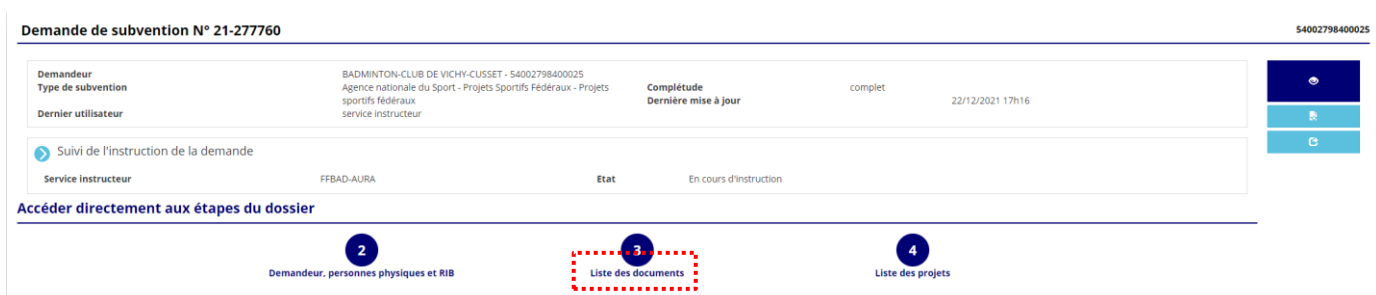 Demande de subvention N° 21-277760
54002798400025
Demandeur BADMINTON-CLUB DE VICHY-CUSSET - 54002798400025
Type de subvention Agence nationale du Sport - Projets Sportifs Fédéraux - Projets sportifs fédéraux
Complétude complet
Dernière mise à jour 22/12/2021 17h16
Dernier utilisateur service instructeur
Suivi de l'instruction de la demande
Service instructeur FFBAD-AURA Etat En cours d'instruction
Accéder directement aux étapes du dossier
2 3 4
Demandeur, personnes physiques et RIB Liste des documents Liste des projets